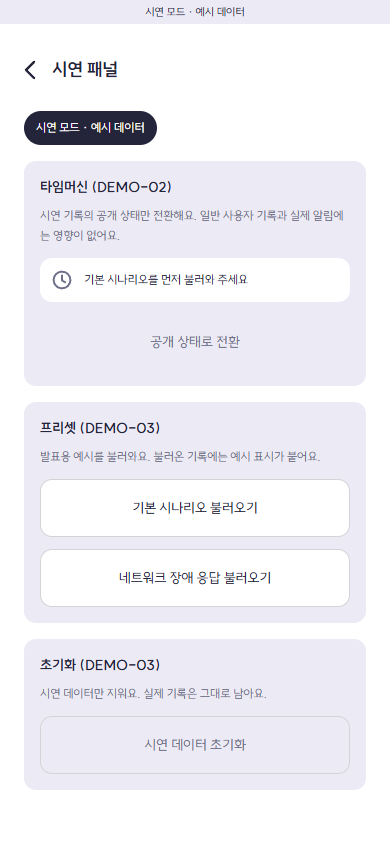 시연 모드 · 예시 데이터
시연 패널
시연 모드 · 예시 데이터
타임머신 (DEMO-02)
시연 기록의 공개 상태만 전환해요. 일반 사용자 기록과 실제 알림에
는 영향이 없어요.
기본 시나리오를 먼저 불러와 주세요
공개 상태로 전환
프리셋 (DEMO-03)
발표용 예시를 불러와요. 불러온 기록에는 예시 표시가 붙어요.
기본 시나리오 불러오기
네트워크 장애 응답 불러오기
초기화 (DEMO-03)
시연 데이터만 지워요. 실제 기록은 그대로 남아요.
시연 데이터 초기화